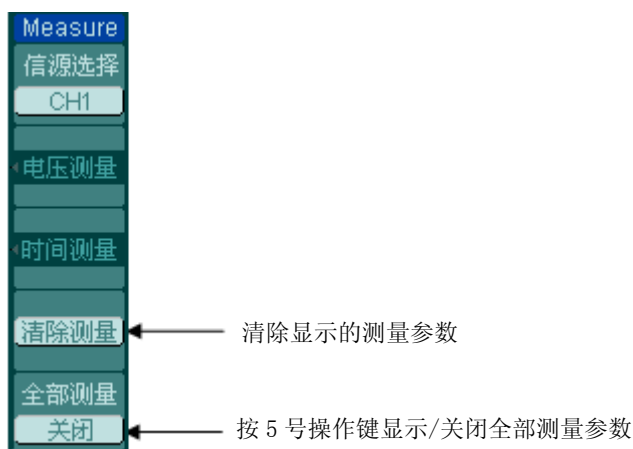 Measure
信源选择
CH1
电压测量
时间测量
清除测量 清除显示的测量参数
全部测量
关闭 按 5 号操作键显示/关闭全部测量参数